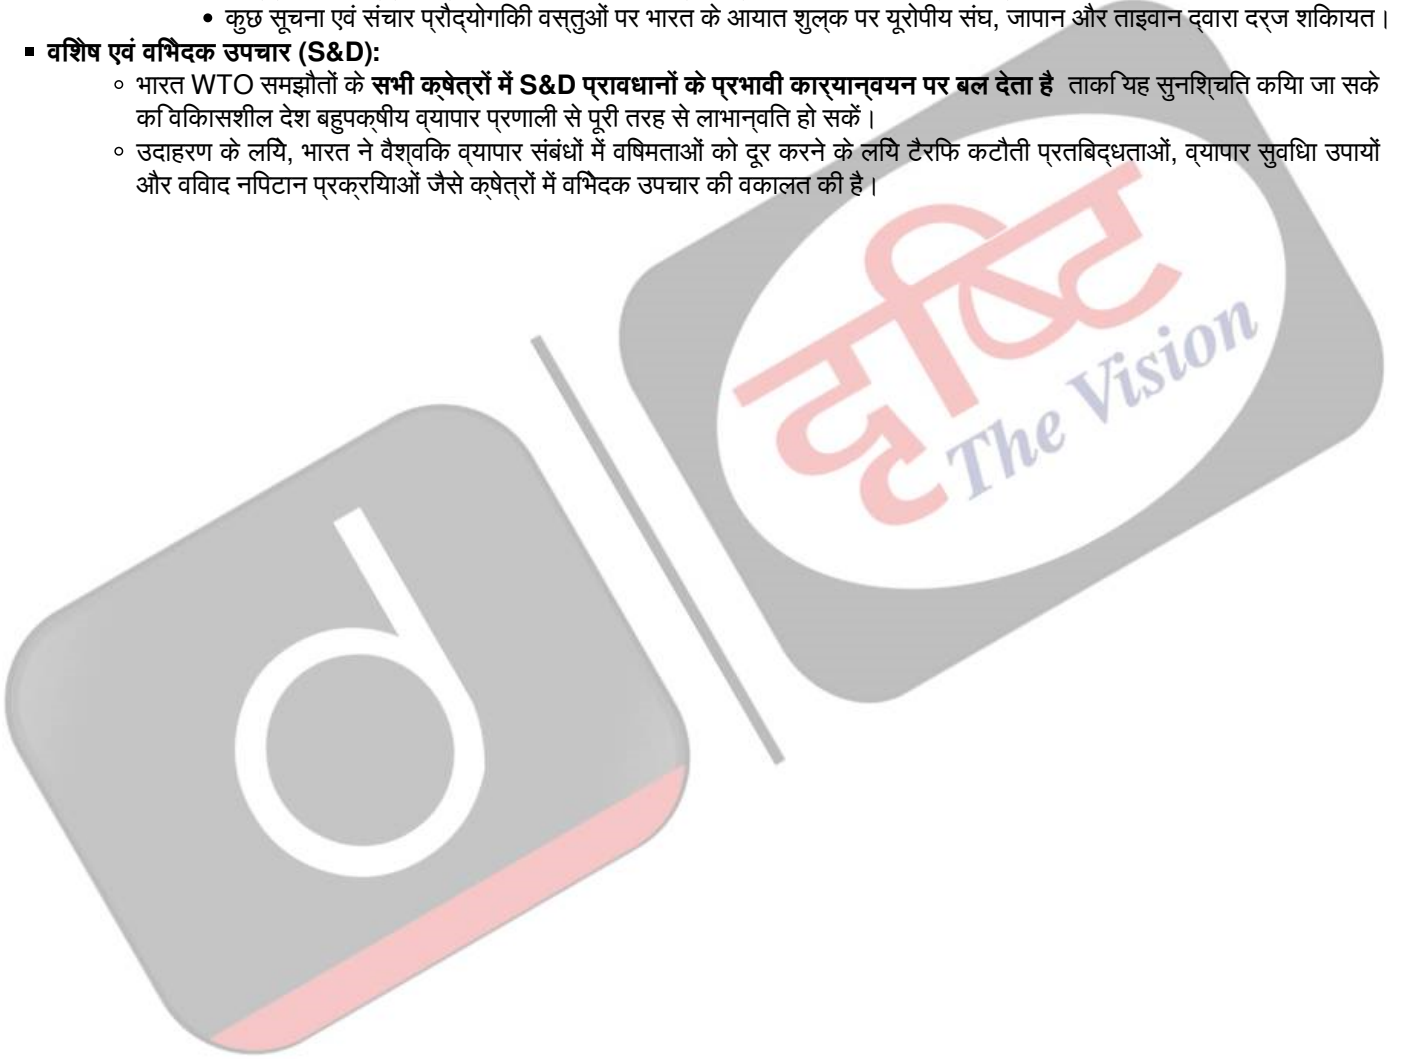 कुछ सूचना एवं संचार प्रौद्योगिकी वस्तुओं पर भारत के आयात शुल्क पर यूरोपीय संघ, जापान और ताइवान द्वारा दर्ज शिकायत।
विशेष एवं विभेदक उपचार (S&D):
भारत WTO समझौतों के सभी क्षेत्रों में S&D प्रावधानों के प्रभावी कार्यान्वयन पर बल देता है ताकि यह सुनिश्चित किया जा सके
कि विकासशील देश बहुपक्षीय व्यापार प्रणाली से पूरी तरह से लाभान्वित हो सकें।
उदाहरण के लिये, भारत ने वैश्विक व्यापार संबंधों में विषमताओं को दूर करने के लिये टैरिफ कटौती प्रतिबद्धताओं, व्यापार सुविधा उपायों
और विवाद निपटान प्रक्रियाओं जैसे क्षेत्रों में विभेदक उपचार की वकालत की है।
दृष्टि
The Vision
d